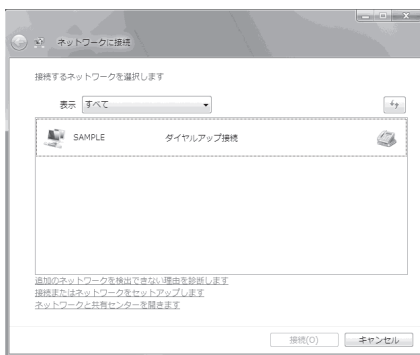 ネットワークに接続
接続するネットワークを選択します
表示 すべて
SAMPLE ダイヤルアップ接続
追加のネットワークを検出できない理由を診断します
接続またはネットワークをセットアップします
ネットワークと共有センターを開きます
接続(O) キャンセル